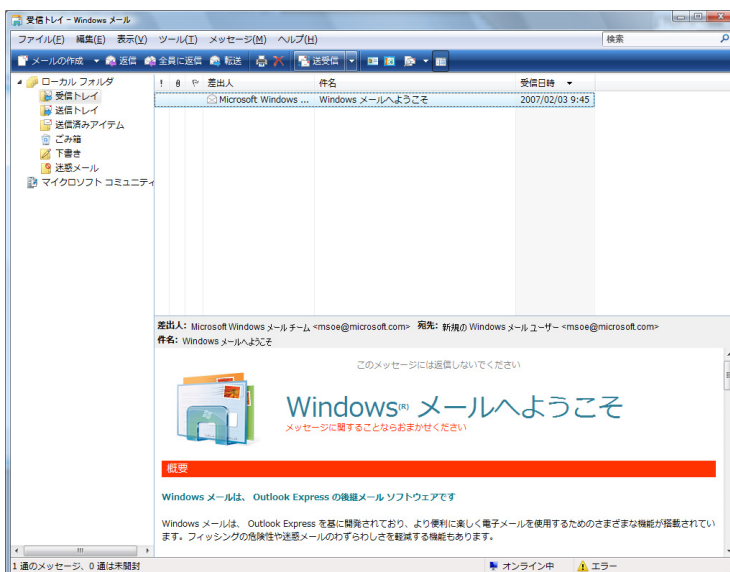 受信トレイ - Windows メール
ファイル(F) 編集(E) 表示(V) ツール(T) メッセージ(M) ヘルプ(H) 検索
メールの作成 返信 全員に返信 転送 送受信
ローカル フォルダ
受信トレイ
送信トレイ
送信済みアイテム
ごみ箱
下書き
迷惑メール
マイクロソフト コミュニティ
! 差出人 件名 受信日時
Microsoft Windows ... Windows メールへようこそ 2007/02/03 9:45
差出人: Microsoft Windows メール チーム <msoe@microsoft.com> 宛先: 新規の Windows メール ユーザー <msoe@microsoft.com>
件名: Windows メールへようこそ
このメッセージには返信しないでください
Windows(R) メールへようこそ
メッセージに関することならおまかせください
概要
Windows メールは、 Outlook Express の後継メール ソフトウェアです
Windows メールは、 Outlook Express を基に開発されており、より便利に楽しく電子メールを使用するためのさまざまな機能が搭載されてい
ます。フィッシングの危険性や迷惑メールのわずらわしさを軽減する機能もあります。
1 通のメッセージ、0 通は未開封 オンライン中 エラー